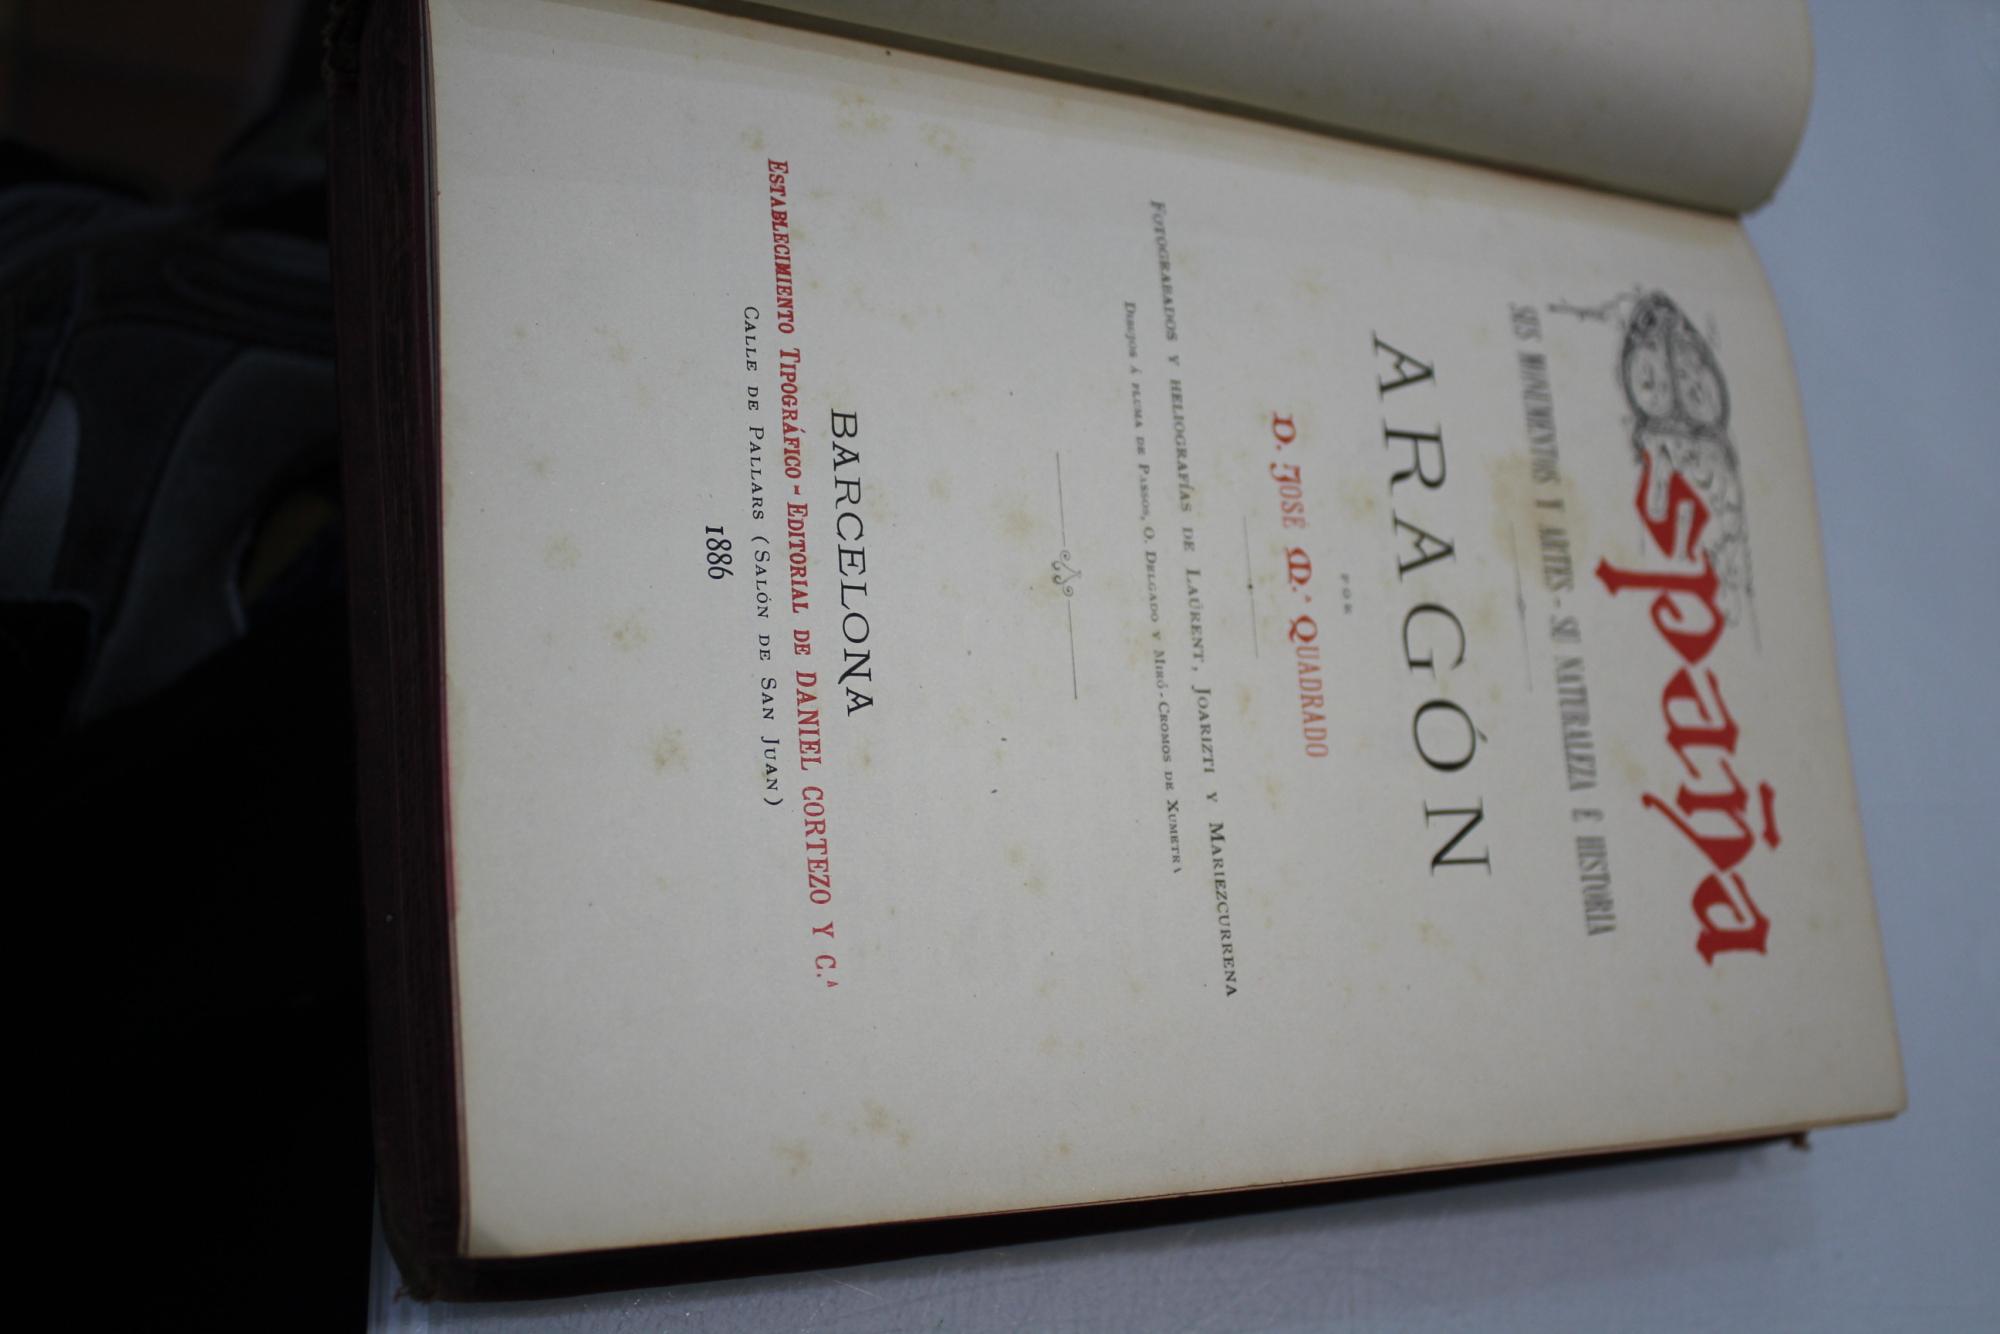 España
SUS MONUMENTOS Y ARTES - SU NATURALEZA É HISTORIA
ARAGÓN
POR
D. JOSÉ M.ª QUADRADO
FOTOGRABADOS Y HELIOGRAFÍAS DE LAURENT, JOARIZTI Y MARIEZCURRENA
DIBUJOS Á PLUMA DE PASSOS, O. DELGADO Y MIRÓ - CROMOS DE XUMETRA
BARCELONA
ESTABLECIMIENTO TIPOGRÁFICO - EDITORIAL DE DANIEL CORTEZO Y C.ª
CALLE DE PALLARS (SALÓN DE SAN JUAN)
1886